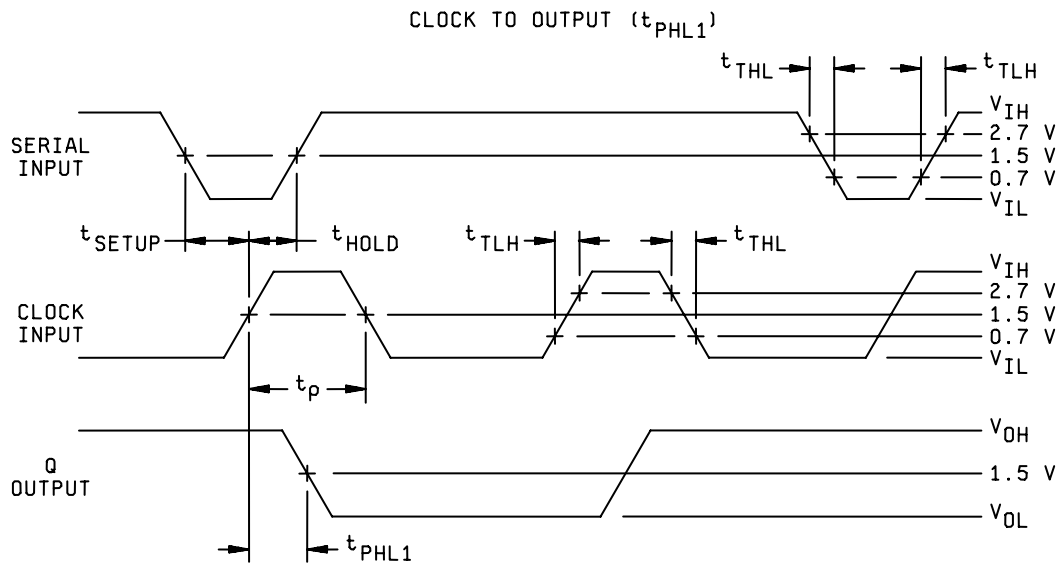 CLOCK TO OUTPUT (tPHL1)
tTHL
tTLH
SERIAL
INPUT
VIH
2.7 V
1.5 V
0.7 V
VIL
tSETUP
tHOLD
tTLH
tTHL
CLOCK
INPUT
VIH
2.7 V
1.5 V
0.7 V
VIL
tp
Q
OUTPUT
VOH
1.5 V
VOL
tPHL1